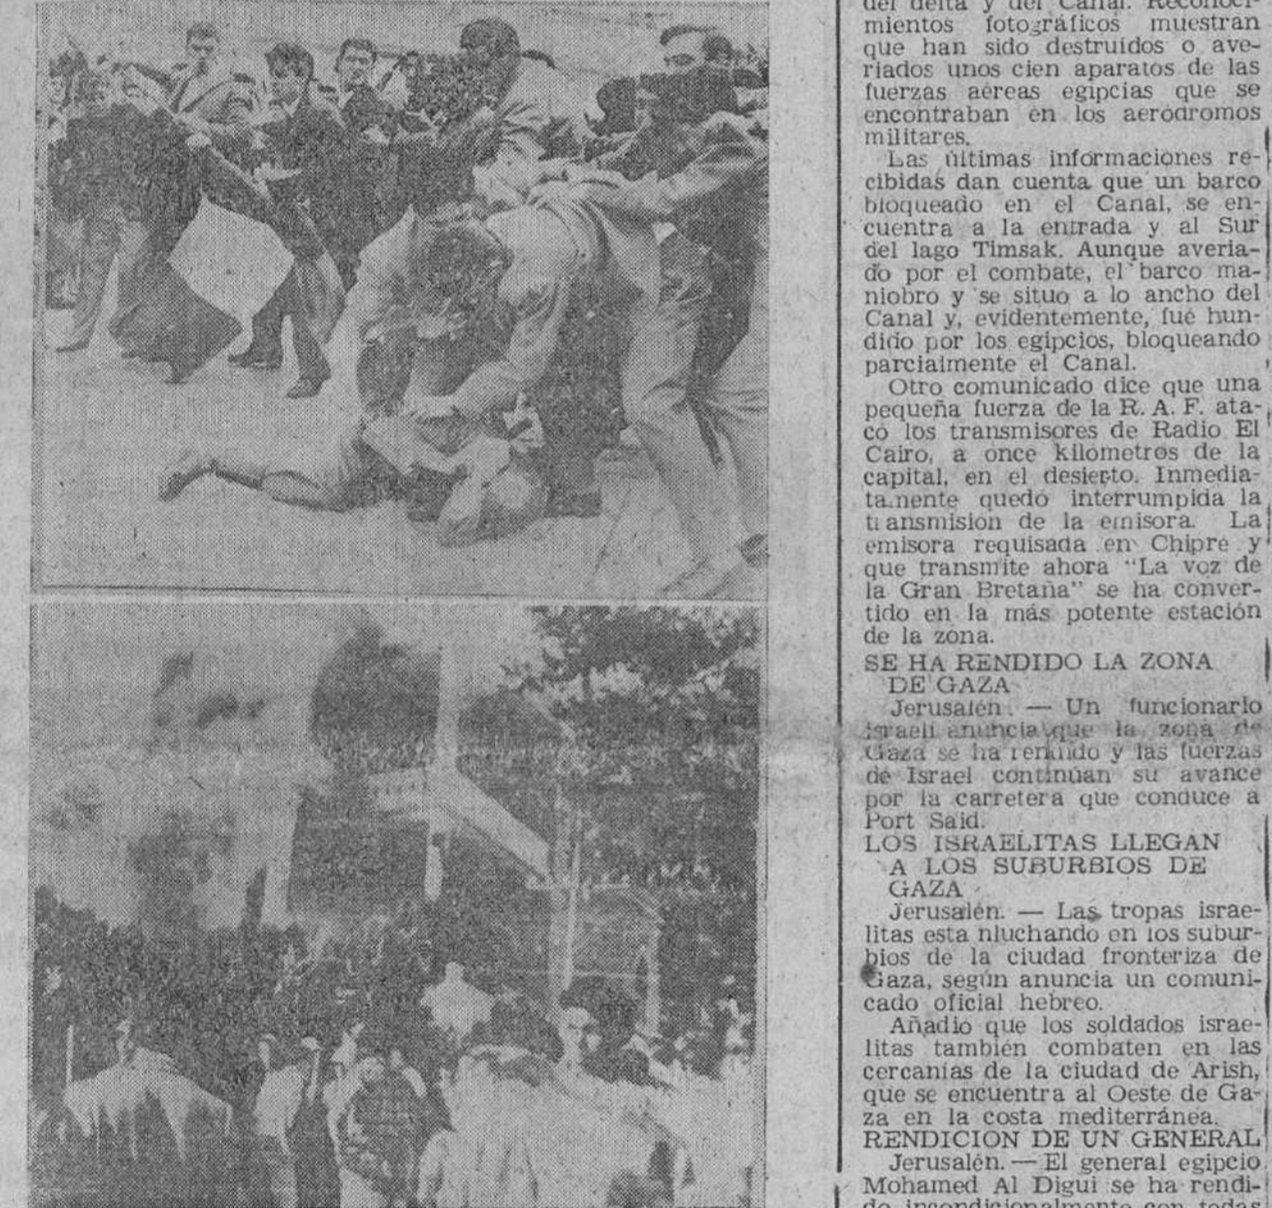 del delta y del Canal. Reconoci-
mientos fotográficos muestran
que han sido destruídos o ave-
riados unos cien aparatos de las
fuerzas aéreas egipcias que se
encontraban en los aeródromos
militares.
Las últimas informaciones re-
cibidas dan cuenta que un barco
bloqueado en el Canal, se en-
cuentra a la entrada y al Sur
del lago Timsak. Aunque averia-
do por el combate, el barco ma-
niobró y se situó a lo ancho del
Canal y, evidentemente, fué hun-
dido por los egipcios, bloqueando
parcialmente el Canal.
Otro comunicado dice que una
pequeña fuerza de la R. A. F. ata-
có los transmisores de Radio El
Cairo, a once kilómetros de la
capital, en el desierto. Inmedia-
tamente quedó interrumpida la
transmisión de la emisora. La
emisora requisada en Chipre y
que transmite ahora "La voz de
la Gran Bretaña" se ha conver-
tido en la más potente estación
de la zona.
SE HA RENDIDO LA ZONA
DE GAZA
Jerusalén. — Un funcionario
israelí anuncia que la zona de
Gaza se ha rendido y las fuerzas
de Israel continúan su avance
por la carretera que conduce a
Port Said.
LOS ISRAELITAS LLEGAN
A LOS SUBURBIOS DE
GAZA
Jerusalén. — Las tropas israe-
litas esta nluchando en los subur-
bios de la ciudad fronteriza de
Gaza, según anuncia un comuni-
cado oficial hebreo.
Añadió que los soldados israe-
litas también combaten en las
cercanías de la ciudad de Arish,
que se encuentra al Oeste de Ga-
za en la costa mediterránea.
RENDICION DE UN GENERAL
Jerusalén. — El general egipcio
Mohamed Al Digui se ha rendi-
do incondicionalmente con todas